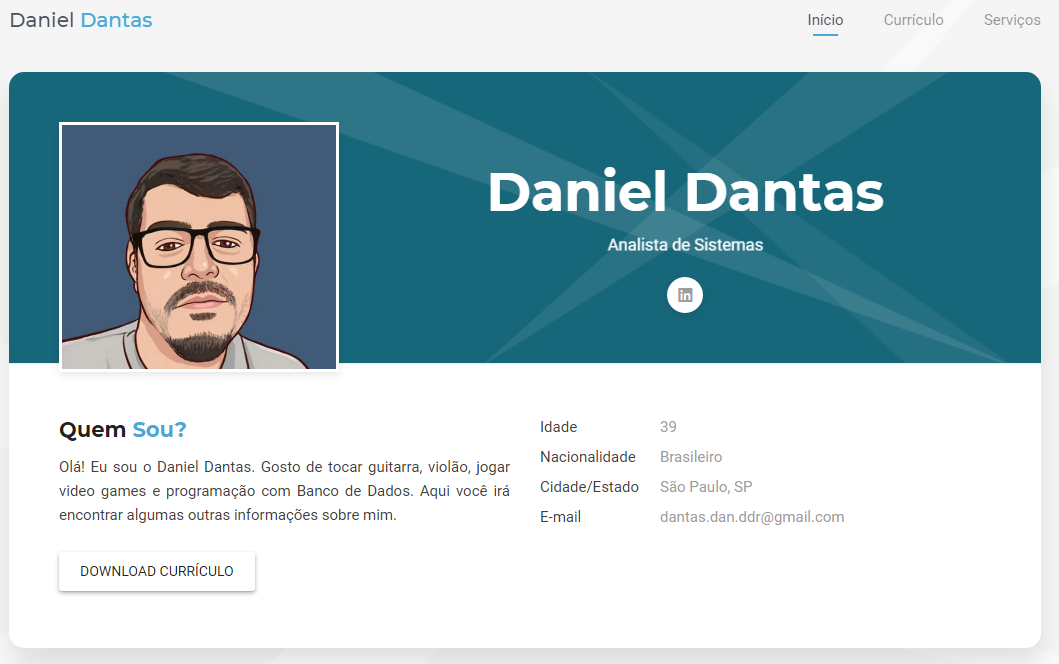 Daniel Dantas
Início Currículo Serviços
Daniel Dantas
Analista de Sistemas
in
Quem Sou?
Olá! Eu sou o Daniel Dantas. Gosto de tocar guitarra, violão, jogar
video games e programação com Banco de Dados. Aqui você irá
encontrar algumas outras informações sobre mim.
DOWNLOAD CURRÍCULO
Idade 39
Nacionalidade Brasileiro
Cidade/Estado São Paulo, SP
E-mail dantas.dan.ddr@gmail.com